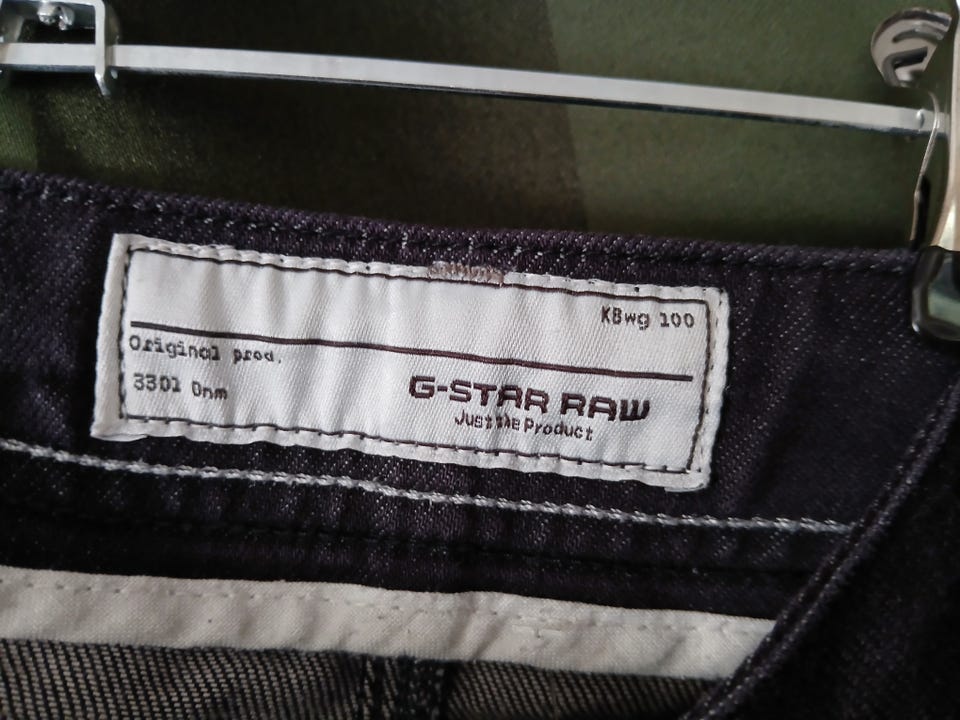 KBwg 100
Original prod.
3301 Dnm
G-STAR RAW
Just the Product